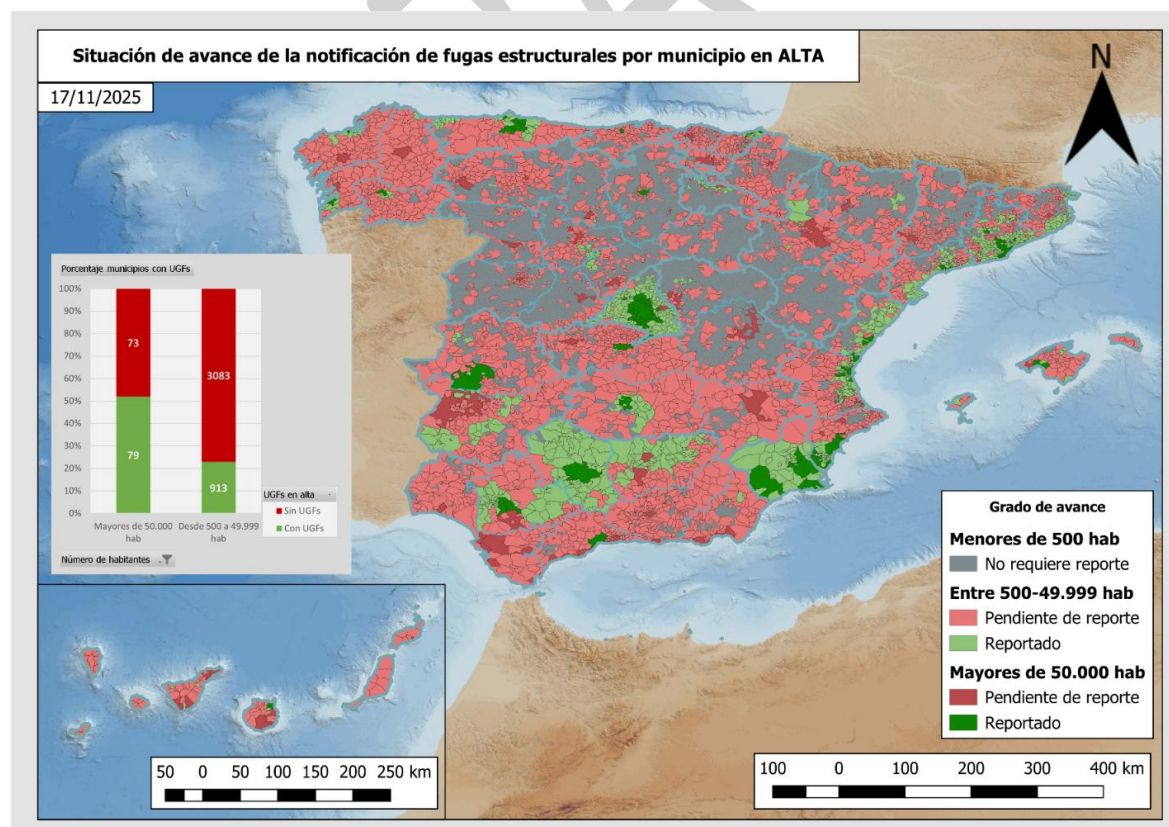 Situación de avance de la notificación de fugas estructurales por municipio en ALTA
17/11/2025
N
Porcentaje municipios con UGFs
100%
90%
80%
70%
60%
50%
40%
30%
20%
10%
0%
73
79
3083
913
Mayores de 50.000 hab
Desde 500 a 49.999 hab
UGFs en alta
Sin UGFs
Con UGFs
Número de habitantes
Grado de avance
Menores de 500 hab
No requiere reporte
Entre 500-49.999 hab
Pendiente de reporte
Reportado
Mayores de 50.000 hab
Pendiente de reporte
Reportado
50 0 50 100 150 200 250 km
100 0 100 200 300 400 km